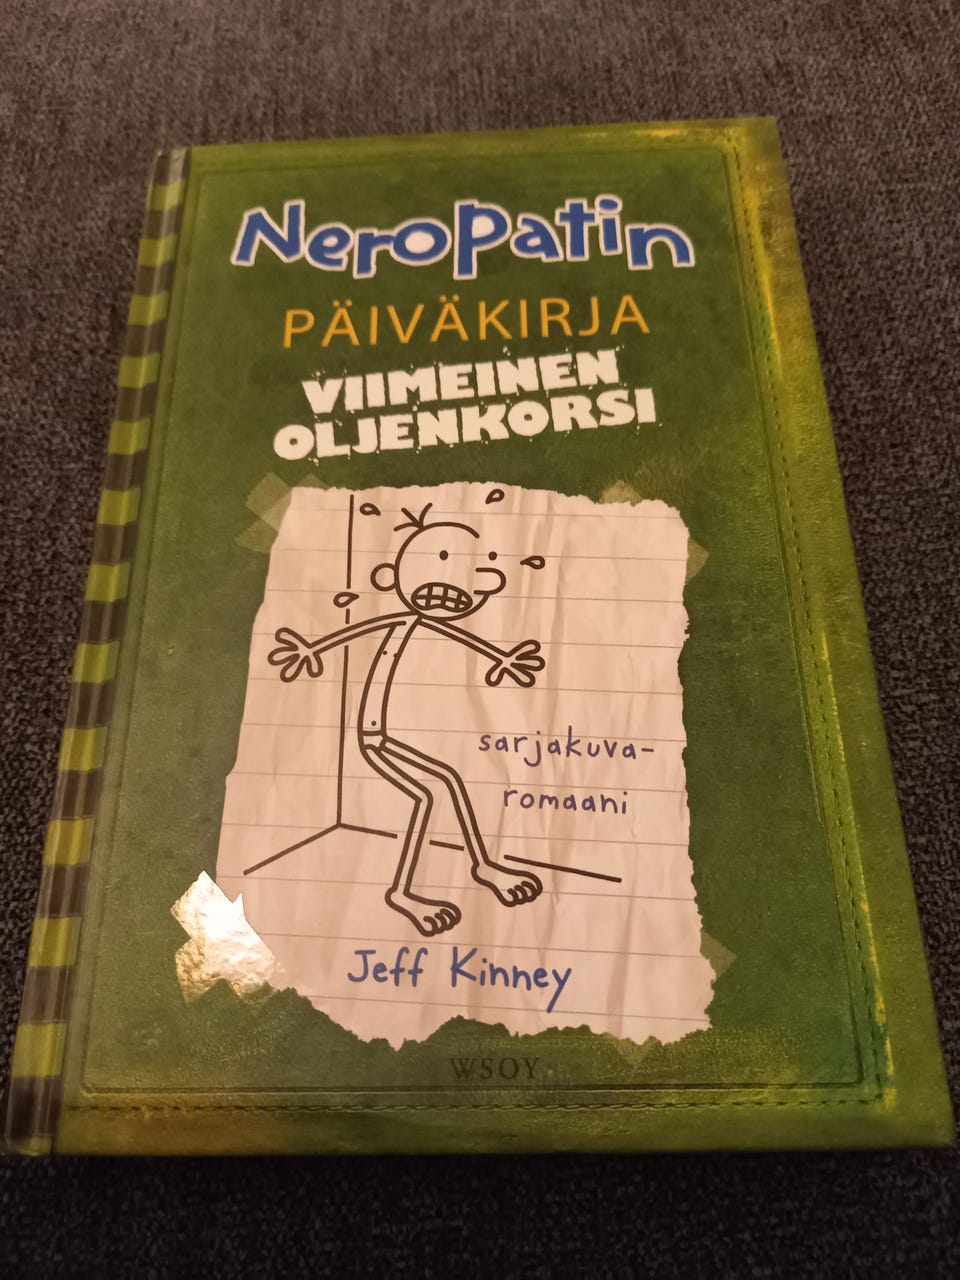 Neropatin
PÄIVÄKIRJA
VIIMEINEN
OLJENKORSI
sarjakuva-
romaani
Jeff Kinney
WSOY